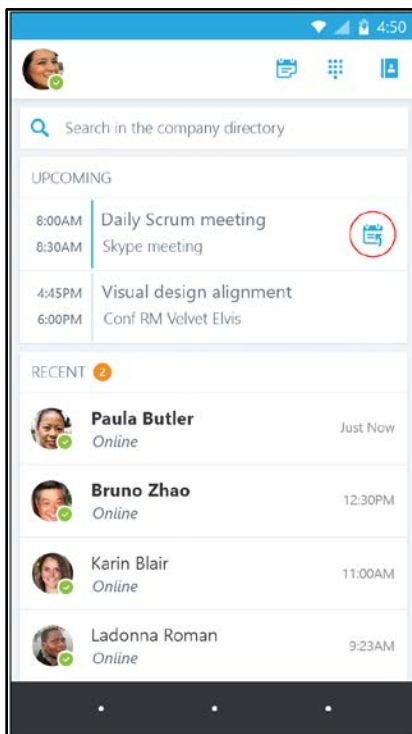 4:50
Search in the company directory
UPCOMING
8:00AM Daily Scrum meeting
8:30AM Skype meeting
4:45PM Visual design alignment
6:00PM Conf RM Velvet Elvis
RECENT 2
Paula Butler
Online
Just Now
Bruno Zhao
Online
12:30PM
Karin Blair
Online
11:00AM
Ladonna Roman
Online
9:23AM